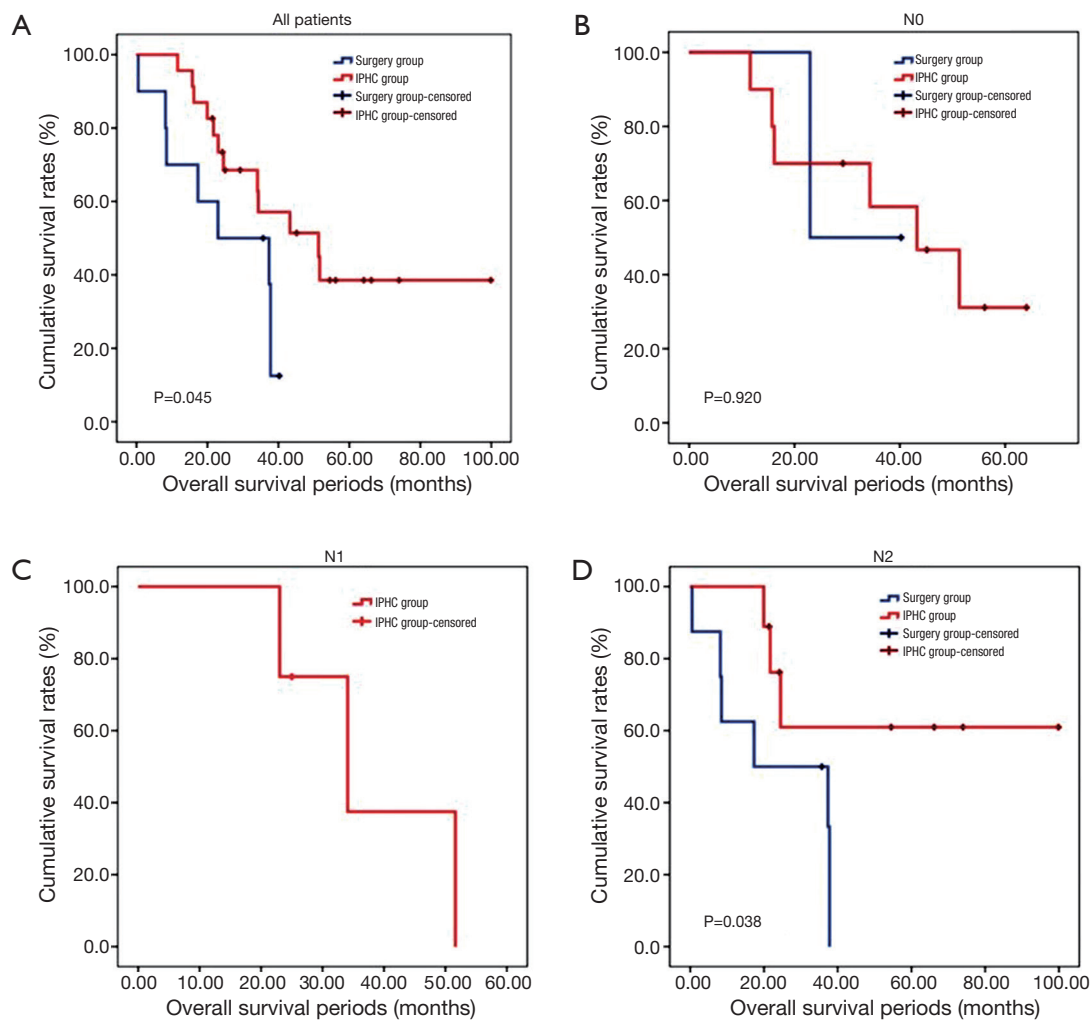 A
All patients
100.0
80.0
60.0
40.0
20.0
0.0
Cumulative survival rates (%)
Surgery group
IPHC group
Surgery group-censored
IPHC group-censored
P=0.045
0.00 20.00 40.00 60.00 80.00 100.00
Overall survival periods (months)
B
N0
100.0
80.0
60.0
40.0
20.0
0.0
Cumulative survival rates (%)
Surgery group
IPHC group
Surgery group-censored
IPHC group-censored
P=0.920
0.00 20.00 40.00 60.00
Overall survival periods (months)
C
N1
100.0
80.0
60.0
40.0
20.0
0.0
Cumulative survival rates (%)
IPHC group
IPHC group-censored
0.00 10.00 20.00 30.00 40.00 50.00 60.00
Overall survival periods (months)
D
N2
100.0
80.0
60.0
40.0
20.0
0.0
Cumulative survival rates (%)
Surgery group
IPHC group
Surgery group-censored
IPHC group-censored
P=0.038
0.00 20.00 40.00 60.00 80.00 100.00
Overall survival periods (months)